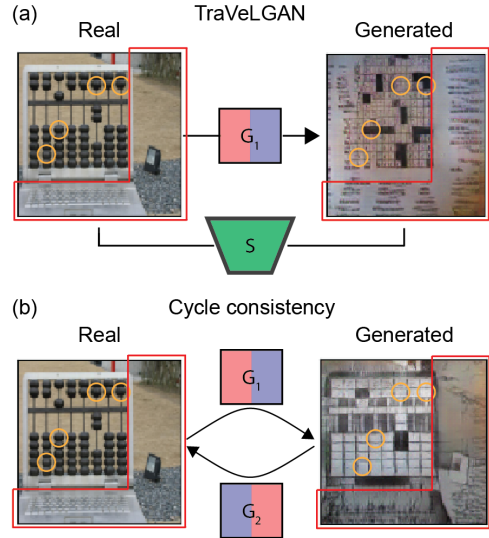 (a) TraVeLGAN
Real Generated
G1
S
(b) Cycle consistency
Real Generated
G1
G2